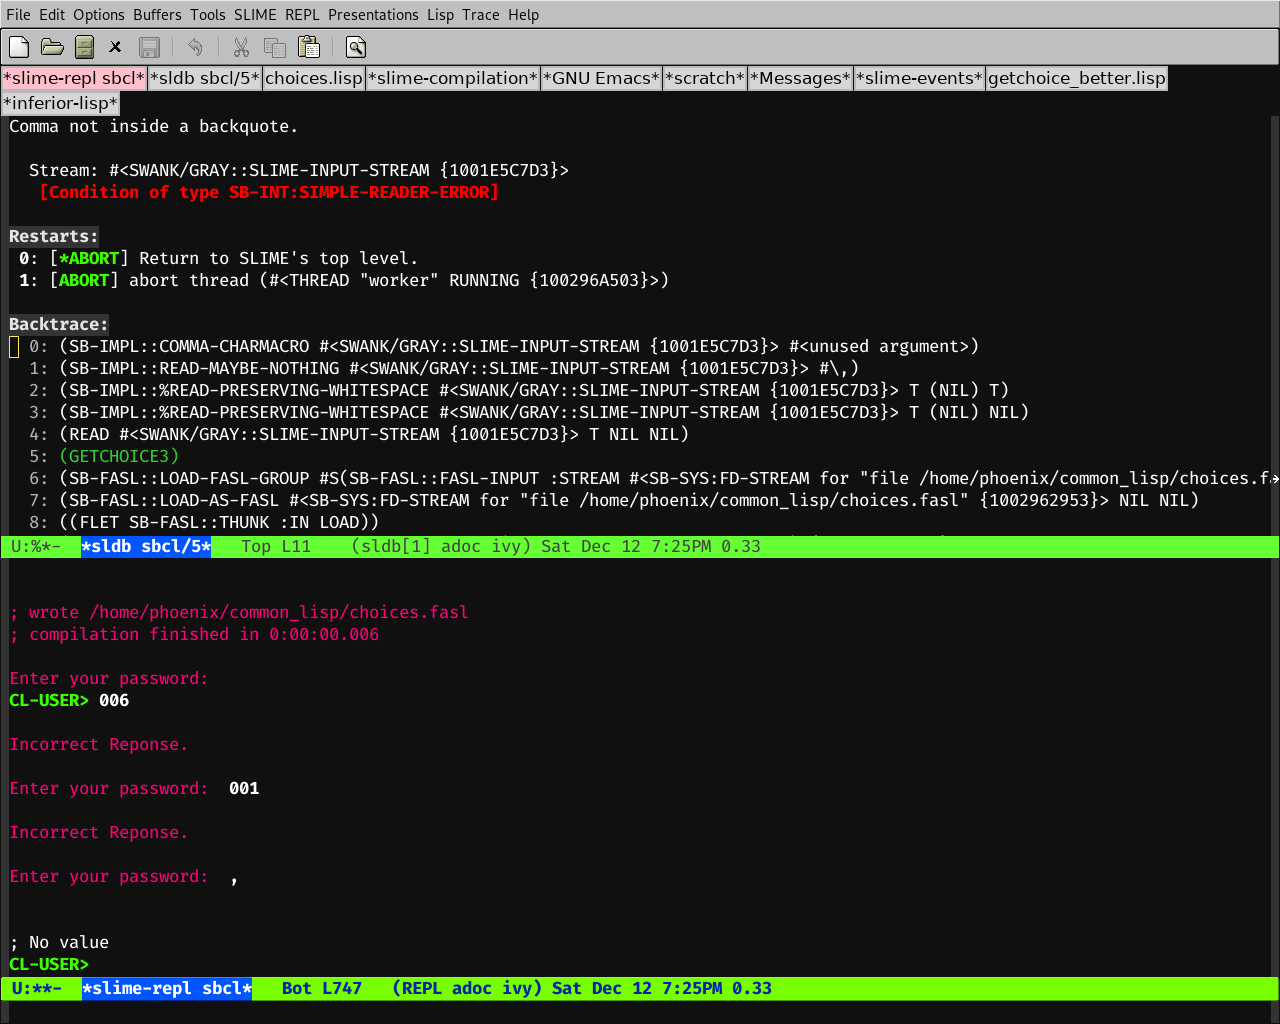 File Edit Options Buffers Tools SLIME REPL Presentations Lisp Trace Help
*slime-repl sbcl* *sldb sbcl/5* choices.lisp *slime-compilation* *GNU Emacs* *scratch* *Messages* *slime-events* getchoice_better.lisp
*inferior-lisp*
Comma not inside a backquote.
Stream: #<SWANK/GRAY::SLIME-INPUT-STREAM {1001E5C7D3}>
[Condition of type SB-INT:SIMPLE-READER-ERROR]
Restarts:
0: [*ABORT] Return to SLIME's top level.
1: [ABORT] abort thread (#<THREAD "worker" RUNNING {100296A503}>)
Backtrace:
0: (SB-IMPL::COMMA-CHARMACRO #<SWANK/GRAY::SLIME-INPUT-STREAM {1001E5C7D3}> #<unused argument>)
1: (SB-IMPL::READ-MAYBE-NOTHING #<SWANK/GRAY::SLIME-INPUT-STREAM {1001E5C7D3}> #\,)
2: (SB-IMPL::%READ-PRESERVING-WHITESPACE #<SWANK/GRAY::SLIME-INPUT-STREAM {1001E5C7D3}> T (NIL) T)
3: (SB-IMPL::%READ-PRESERVING-WHITESPACE #<SWANK/GRAY::SLIME-INPUT-STREAM {1001E5C7D3}> T (NIL) NIL)
4: (READ #<SWANK/GRAY::SLIME-INPUT-STREAM {1001E5C7D3}> T NIL NIL)
5: (GETCHOICE3)
6: (SB-FASL::LOAD-FASL-GROUP #S(SB-FASL::FASL-INPUT :STREAM #<SB-SYS:FD-STREAM for "file /home/phoenix/common_lisp/choices.fa
7: (SB-FASL::LOAD-AS-FASL #<SB-SYS:FD-STREAM for "file /home/phoenix/common_lisp/choices.fasl" {1002962953}> NIL NIL)
8: ((FLET SB-FASL::THUNK :IN LOAD))
U:%*- *sldb sbcl/5* Top L11 (sldb[1] adoc ivy) Sat Dec 12 7:25PM 0.33
; wrote /home/phoenix/common_lisp/choices.fasl
; compilation finished in 0:00:00.006
Enter your password:
CL-USER> 006
Incorrect Reponse.
Enter your password: 001
Incorrect Reponse.
Enter your password: ,
; No value
CL-USER>
U:**- *slime-repl sbcl* Bot L747 (REPL adoc ivy) Sat Dec 12 7:25PM 0.33